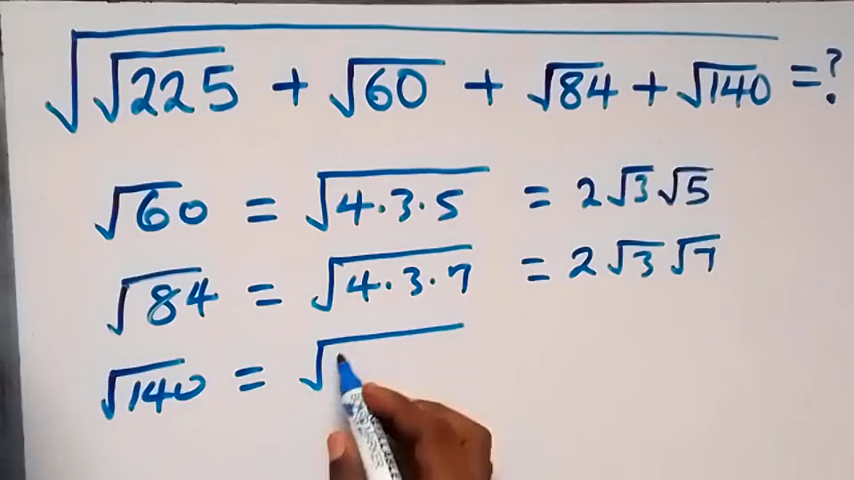 √(√225 + √60 + √84 + √140) = ?
√60 = √(4·3·5) = 2√3√5
√84 = √(4·3·7) = 2√3√7
√140 = √